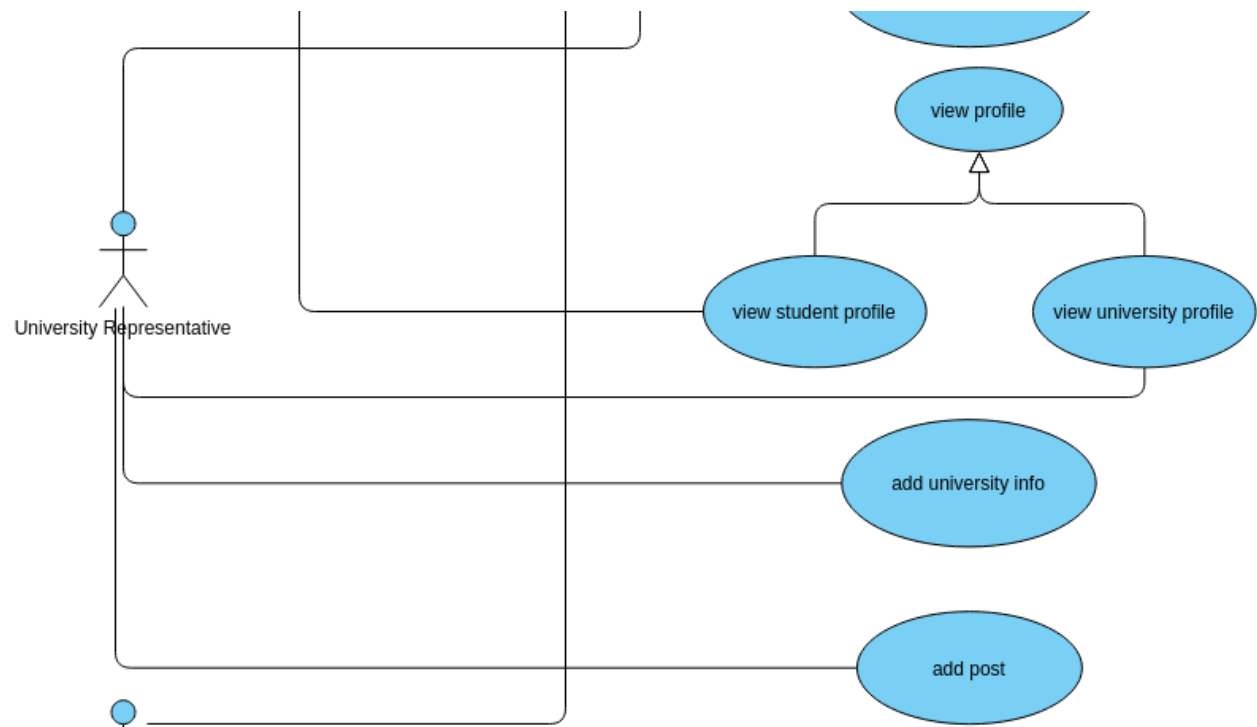 view profile
University Representative
view student profile
view university profile
add university info
add post